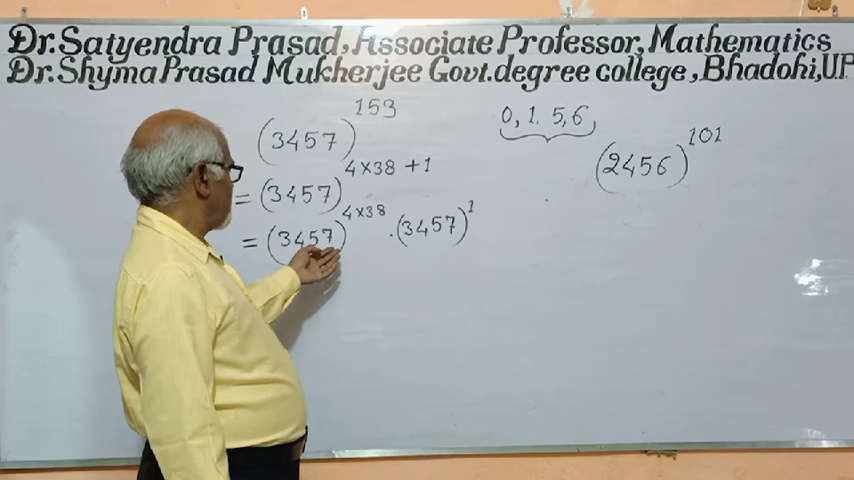 Dr.Satyendra Prasad, Associate Professor, Mathematics
Dr.Shyma Prasad Mukherjee Govt.degree college, Bhadohi, U.P
(3457)^153
= (3457)^4×38+1
= (3457)^4×38 .(3457)^1
0, 1. 5, 6
(2456)^101